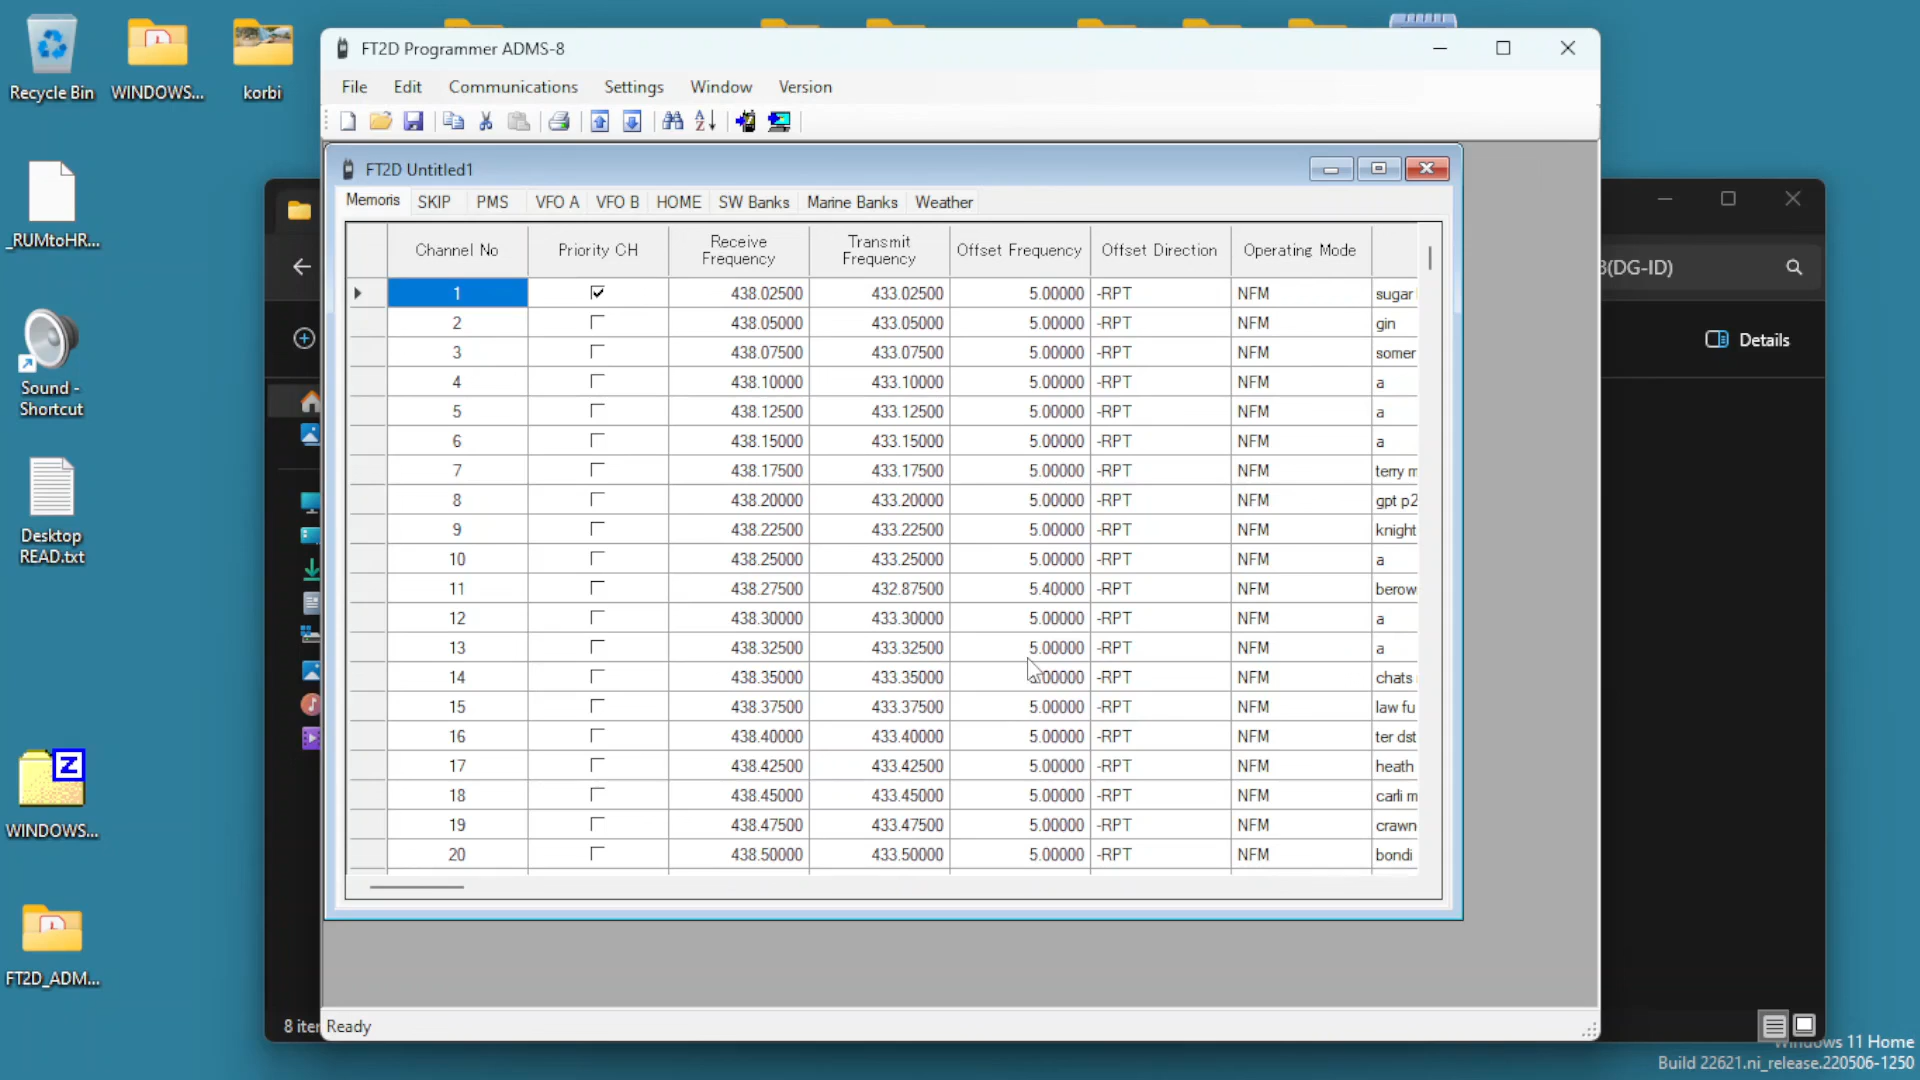 Recycle Bin
WINDOWS...
korbi
_RUMtoHR...
Sound -
Shortcut
Desktop
READ.txt
WINDOWS...
FT2D_ADM...
FT2D Programmer ADMS-8
File Edit Communications Settings Window Version
FT2D Untitled1
Memoris SKIP PMS VFO A VFO B HOME SW Banks Marine Banks Weather
Channel No Priority CH Receive Frequency Transmit Frequency Offset Frequency Offset Direction Operating Mode
1 438.02500 433.02500 5.00000 -RPT NFM sugar
2 438.05000 433.05000 5.00000 -RPT NFM gin
3 438.07500 433.07500 5.00000 -RPT NFM somer
4 438.10000 433.10000 5.00000 -RPT NFM a
5 438.12500 433.12500 5.00000 -RPT NFM a
6 438.15000 433.15000 5.00000 -RPT NFM a
7 438.17500 433.17500 5.00000 -RPT NFM terry m
8 438.20000 433.20000 5.00000 -RPT NFM gpt p2
9 438.22500 433.22500 5.00000 -RPT NFM knight
10 438.25000 433.25000 5.00000 -RPT NFM a
11 438.27500 432.87500 5.40000 -RPT NFM berow
12 438.30000 433.30000 5.00000 -RPT NFM a
13 438.32500 433.32500 5.00000 -RPT NFM a
14 438.35000 433.35000 5.00000 -RPT NFM chats
15 438.37500 433.37500 5.00000 -RPT NFM law fu
16 438.40000 433.40000 5.00000 -RPT NFM ter dst
17 438.42500 433.42500 5.00000 -RPT NFM heath
18 438.45000 433.45000 5.00000 -RPT NFM carli m
19 438.47500 433.47500 5.00000 -RPT NFM crawn
20 438.50000 433.50000 5.00000 -RPT NFM bondi
Ready
8 iter
(DG-ID)
Details
Windows 11 Home
Build 22621.ni_release.220506-1250